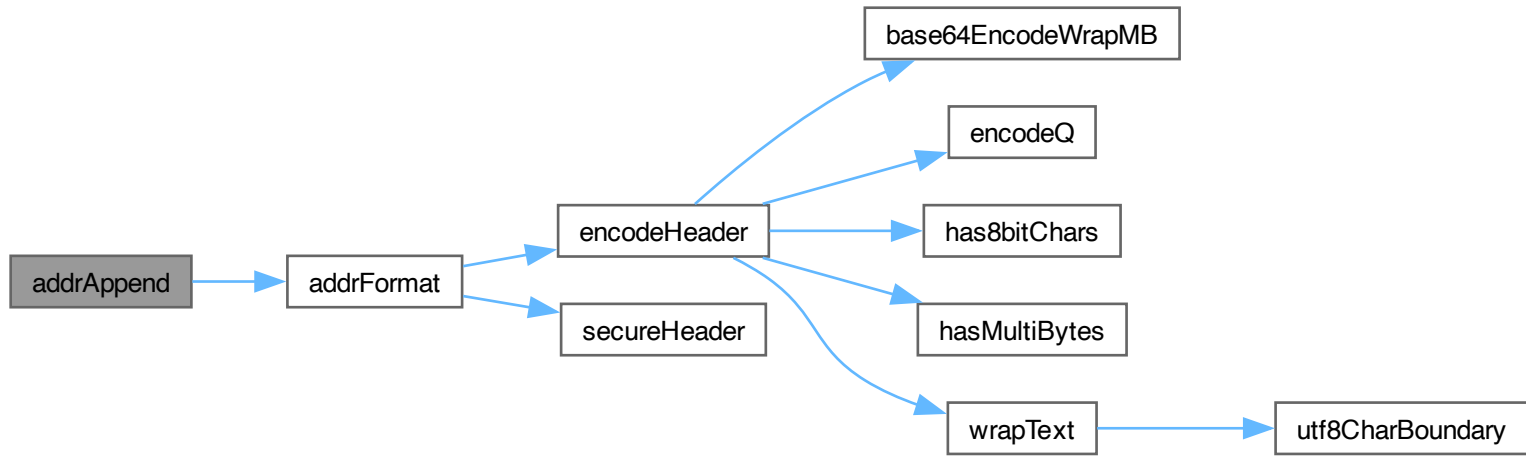 addrAppend
addrFormat
encodeHeader
secureHeader
base64EncodeWrapMB
encodeQ
has8bitChars
hasMultiBytes
wrapText
utf8CharBoundary